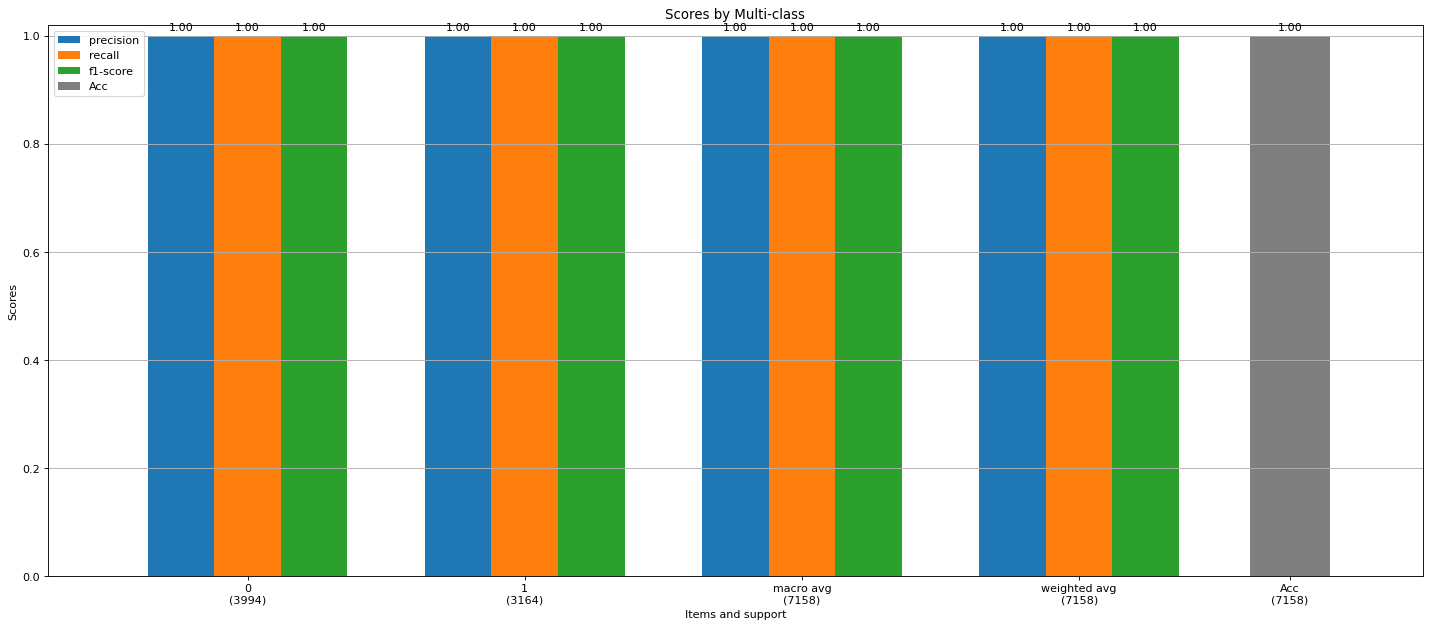 Scores by Multi-class
1.00 1.00 1.00 1.00 1.00 1.00 1.00 1.00 1.00 1.00 1.00 1.00 1.00
precision
recall
f1-score
Acc
1.0
0.8
0.6
0.4
0.2
0.0
Scores
0 1 macro avg weighted avg Acc
(3994) (3164) (7158) (7158) (7158)
Items and support